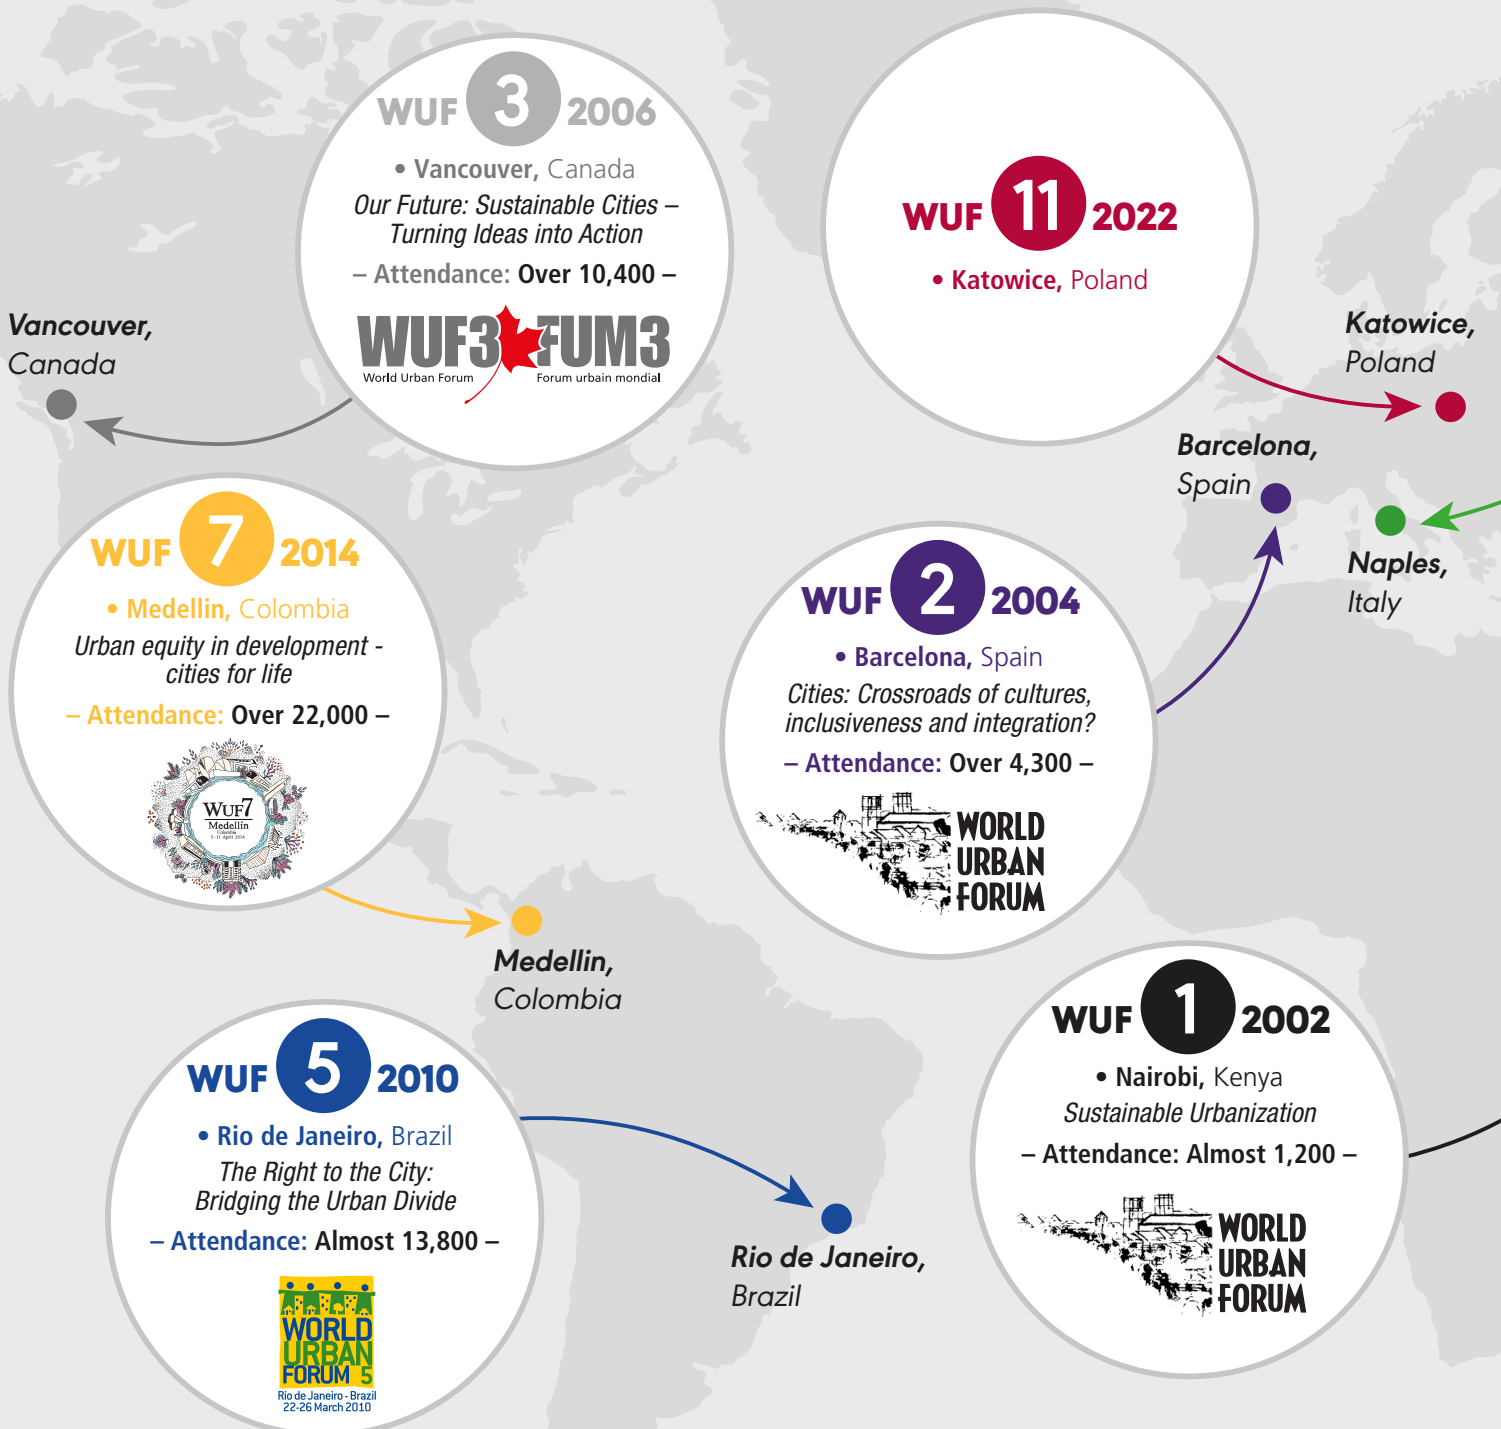 WUF 3 2006
• Vancouver, Canada
Our Future: Sustainable Cities –
Turning Ideas into Action
– Attendance: Over 10,400 –
WUF3 FUM3
World Urban Forum Forum urbain mondial
Vancouver,
Canada
WUF 11 2022
• Katowice, Poland
Katowice,
Poland
Barcelona,
Spain
Naples,
Italy
WUF 7 2014
• Medellin, Colombia
Urban equity in development -
cities for life
– Attendance: Over 22,000 –
WUF7
Medellín
Colombia
5-11 April 2014
Medellin,
Colombia
WUF 2 2004
• Barcelona, Spain
Cities: Crossroads of cultures,
inclusiveness and integration?
– Attendance: Over 4,300 –
WORLD
URBAN
FORUM
WUF 5 2010
• Rio de Janeiro, Brazil
The Right to the City:
Bridging the Urban Divide
– Attendance: Almost 13,800 –
WORLD
URBAN
FORUM 5
Rio de Janeiro - Brazil
22-26 March 2010
Rio de Janeiro,
Brazil
WUF 1 2002
• Nairobi, Kenya
Sustainable Urbanization
– Attendance: Almost 1,200 –
WORLD
URBAN
FORUM